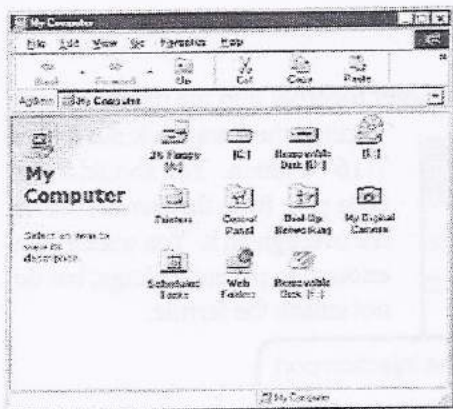 My Computer
File Edit View Go Favorites Help
Back Forward Up Cut Copy Paste
Address My Computer
My
Computer
Select an item to
view its
description.
3½ Floppy
[A:]
[C:]
Removable
Disk [D:]
Printers
Control
Panel
Dial-Up
Networking
My Digital
Camera
Scheduled
Tasks
Web
Folders
Removable
My Computer